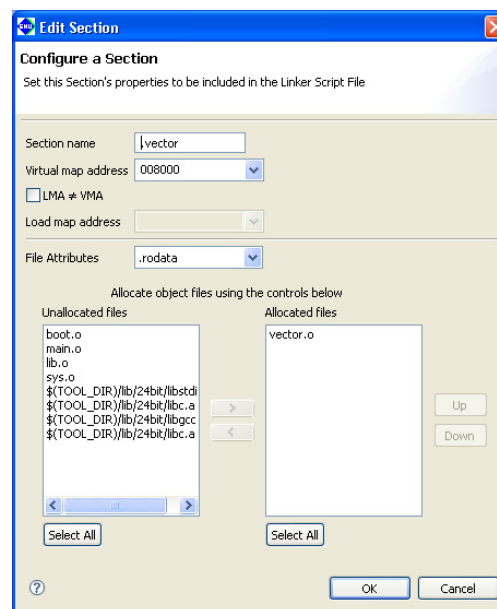 GNU Edit Section
Configure a Section
Set this Section's properties to be included in the Linker Script File
Section name .vector
Virtual map address 008000
LMA ≠ VMA
Load map address
File Attributes .rodata
Allocate object files using the controls below
Unallocated files Allocated files
boot.o vector.o
main.o
lib.o
sys.o
$(TOOL_DIR)/lib/24bit/libstdi
$(TOOL_DIR)/lib/24bit/libc.a
$(TOOL_DIR)/lib/24bit/libgcc
$(TOOL_DIR)/lib/24bit/libc.a
> Up
< Down
Select All Select All
? OK Cancel